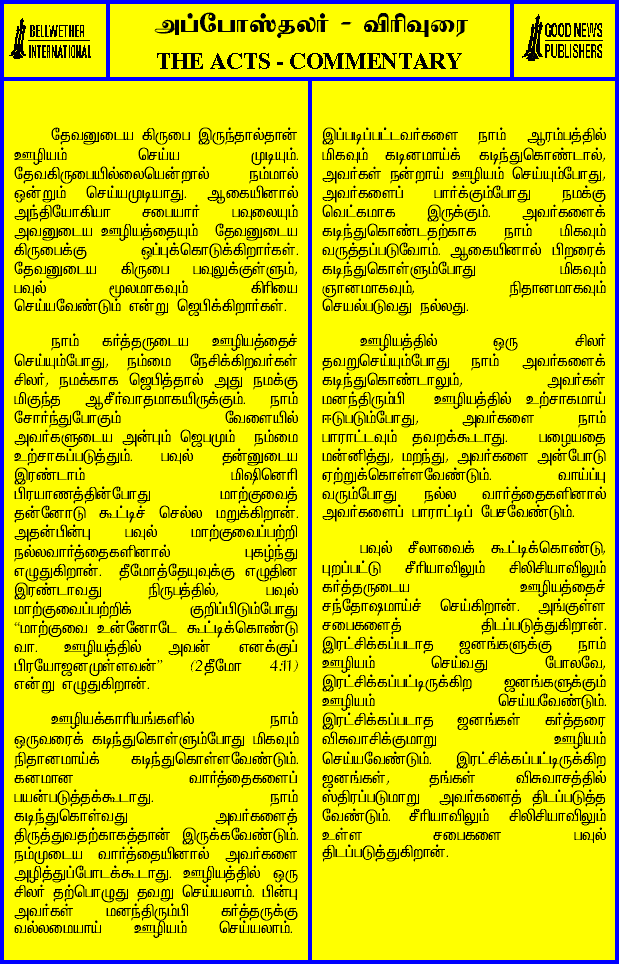 BELLWETHER
INTERNATIONAL
அப்போஸ்தலர் - விரிவுரை
THE ACTS - COMMENTARY
GOOD NEWS
PUBLISHERS
தேவனுடைய கிருபை இருந்தால்தான்
ஊழியம் செய்ய முடியும்.
தேவகிருபையில்லையென்றால் நம்மால்
ஒன்றும் செய்யமுடியாது. ஆகையினால்
அந்தியோகியா சபையார் பவுலையும்
அவனுடைய ஊழியத்தையும் தேவனுடைய
கிருபைக்கு ஒப்புக்கொடுக்கிறார்கள்.
தேவனுடைய கிருபை பவுலுக்குள்ளும்,
பவுல் மூலமாகவும் கிரியை
செய்யவேண்டும் என்று ஜெபிக்கிறார்கள்.
நாம் கர்த்தருடைய ஊழியத்தைச்
செய்யும்போது, நம்மை நேசிக்கிறவர்கள்
சிலர், நமக்காக ஜெபித்தால் அது நமக்கு
மிகுந்த ஆசீர்வாதமாகயிருக்கும். நாம்
சோர்ந்துபோகும் வேளையில்
அவர்களுடைய அன்பும் ஜெபமும் நம்மை
உற்சாகப்படுத்தும். பவுல் தன்னுடைய
இரண்டாம் மிஷினெரி
பிரயாணத்தின்போது மாற்குவைத்
தன்னோடு கூட்டிச் செல்ல மறுக்கிறான்.
அதன்பின்பு பவுல் மாற்குவைப்பற்றி
நல்லவார்த்தைகளினால் புகழ்ந்து
எழுதுகிறான். தீமோத்தேயுவுக்கு எழுதின
இரண்டாவது நிருபத்தில், பவுல்
மாற்குவைப்பற்றிக் குறிப்பிடும்போது
“மாற்குவை உன்னோடே கூட்டிக்கொண்டு
வா. ஊழியத்தில் அவன் எனக்குப்
பிரயோஜனமுள்ளவன்” (2தீமோ 4:11)
என்று எழுதுகிறான்.
ஊழியக்காரியங்களில் நாம்
ஒருவரைக் கடிந்துகொள்ளும்போது மிகவும்
நிதானமாய்க் கடிந்துகொள்ளவேண்டும்.
கனமான வார்த்தைகளைப்
பயன்படுத்தக்கூடாது. நாம்
கடிந்துகொள்வது அவர்களைத்
திருத்துவதற்காகத்தான் இருக்கவேண்டும்.
நம்முடைய வார்த்தையினால் அவர்களை
அழித்துப்போடக்கூடாது. ஊழியத்தில் ஒரு
சிலர் தற்பொழுது தவறு செய்யலாம். பின்பு
அவர்கள் மனந்திரும்பி கர்த்தருக்கு
வல்லமையாய் ஊழியம் செய்யலாம்.
இப்படிப்பட்டவர்களை நாம் ஆரம்பத்தில்
மிகவும் கடினமாய்க் கடிந்துகொண்டால்,
அவர்கள் நன்றாய் ஊழியம் செய்யும்போது,
அவர்களைப் பார்க்கும்போது நமக்கு
வெட்கமாக இருக்கும். அவர்களைக்
கடிந்துகொண்டதற்காக நாம் மிகவும்
வருத்தப்படுவோம். ஆகையினால் பிறரைக்
கடிந்துகொள்ளும்போது மிகவும்
ஞானமாகவும், நிதானமாகவும்
செயல்படுவது நல்லது.
ஊழியத்தில் ஒரு சிலர்
தவறுசெய்யும்போது நாம் அவர்களைக்
கடிந்துகொண்டாலும், அவர்கள்
மனந்திரும்பி ஊழியத்தில் உற்சாகமாய்
ஈடுபடும்போது, அவர்களை நாம்
பாராட்டவும் தவறக்கூடாது. பழையதை
மன்னித்து, மறந்து, அவர்களை அன்போடு
ஏற்றுக்கொள்ளவேண்டும். வாய்ப்பு
வரும்போது நல்ல வார்த்தைகளினால்
அவர்களைப் பாராட்டிப் பேசவேண்டும்.
பவுல் சீலாவைக் கூட்டிக்கொண்டு,
புறப்பட்டு சீரியாவிலும் சிலிசியாவிலும்
கர்த்தருடைய ஊழியத்தைச்
சந்தோஷமாய்ச் செய்கிறான். அங்குள்ள
சபைகளைத் திடப்படுத்துகிறான்.
இரட்சிக்கப்படாத ஜனங்களுக்கு நாம்
ஊழியம் செய்வது போலவே,
இரட்சிக்கப்பட்டிருக்கிற ஜனங்களுக்கும்
ஊழியம் செய்யவேண்டும்.
இரட்சிக்கப்படாத ஜனங்கள் கர்த்தரை
விசுவாசிக்குமாறு ஊழியம்
செய்யவேண்டும். இரட்சிக்கப்பட்டிருக்கிற
ஜனங்கள், தங்கள் விசுவாசத்தில்
ஸ்திரப்படுமாறு அவர்களைத் திடப்படுத்த
வேண்டும். சீரியாவிலும் சிலிசியாவிலும்
உள்ள சபைகளை பவுல்
திடப்படுத்துகிறான்.